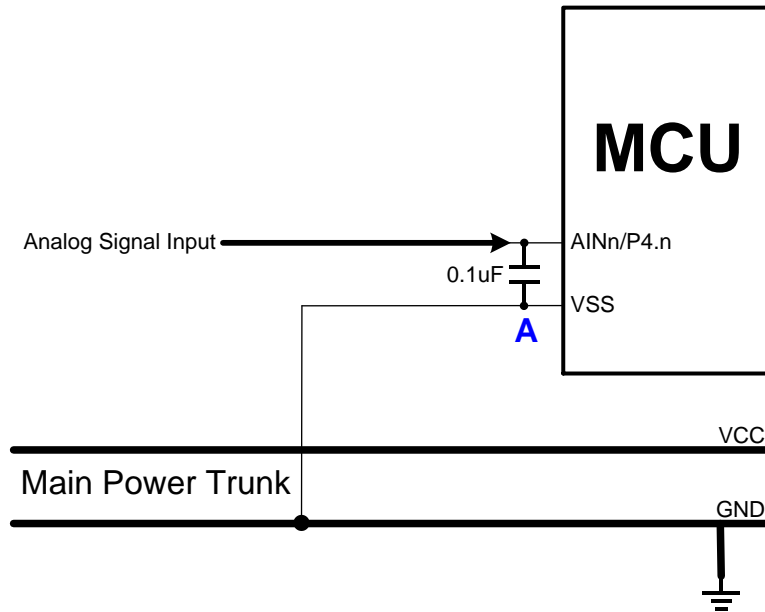 MCU
Analog Signal Input
AINn/P4.n
0.1uF
VSS
A
VCC
Main Power Trunk
GND